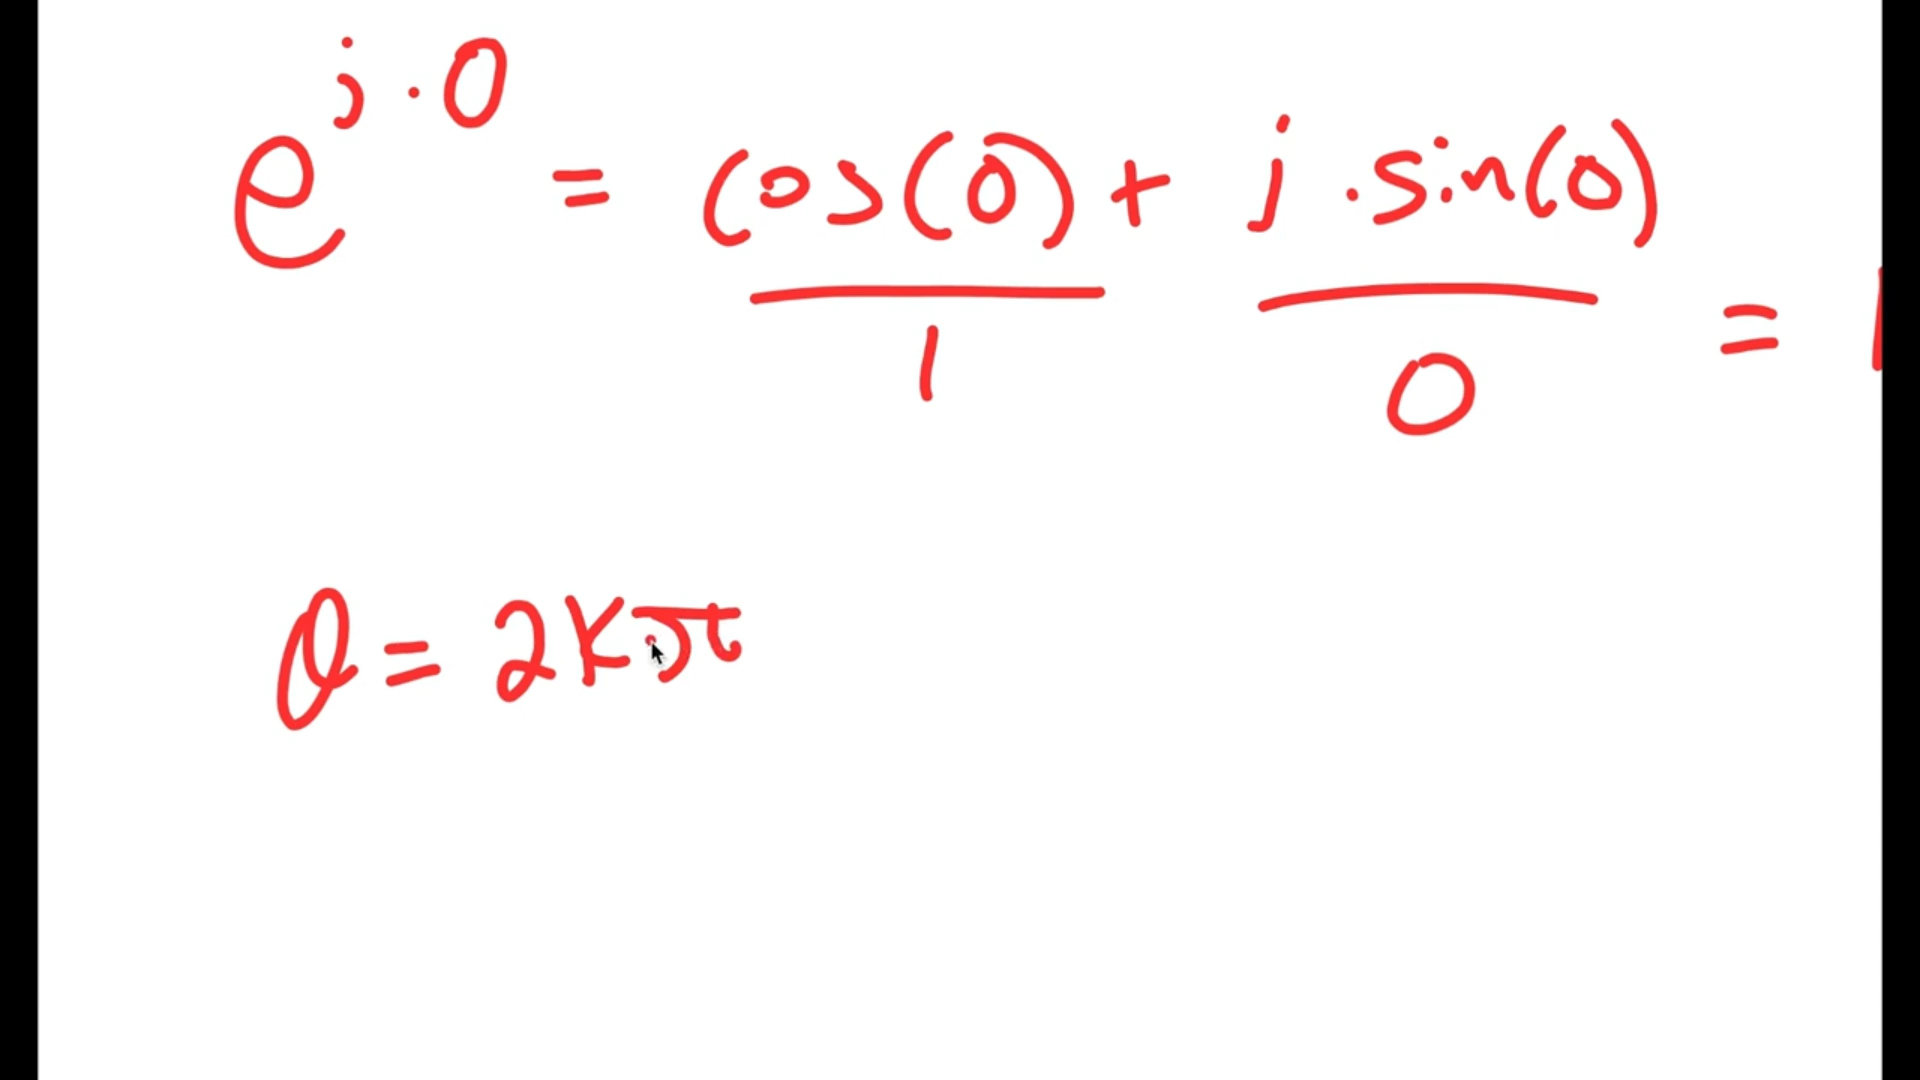 e^{j·0} = cos(0) + j·sin(0)
1 0 = 1
θ = 2kπ